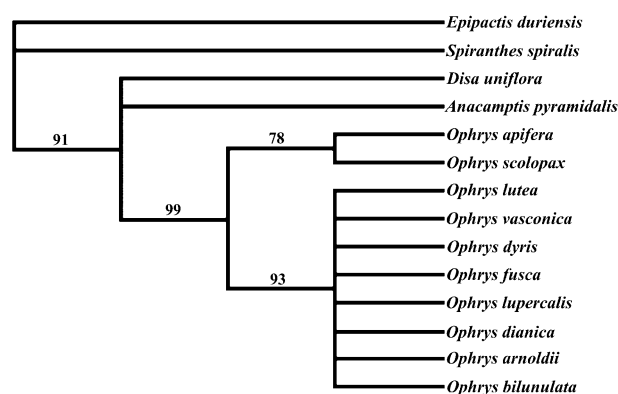 Epipactis duriensis
Spiranthes spiralis
Disa uniflora
Anacamptis pyramidalis
78
Ophrys apifera
91
Ophrys scolopax
Ophrys lutea
99
Ophrys vasconica
Ophrys dyris
93
Ophrys fusca
Ophrys lupercalis
Ophrys dianica
Ophrys arnoldii
Ophrys bilunulata